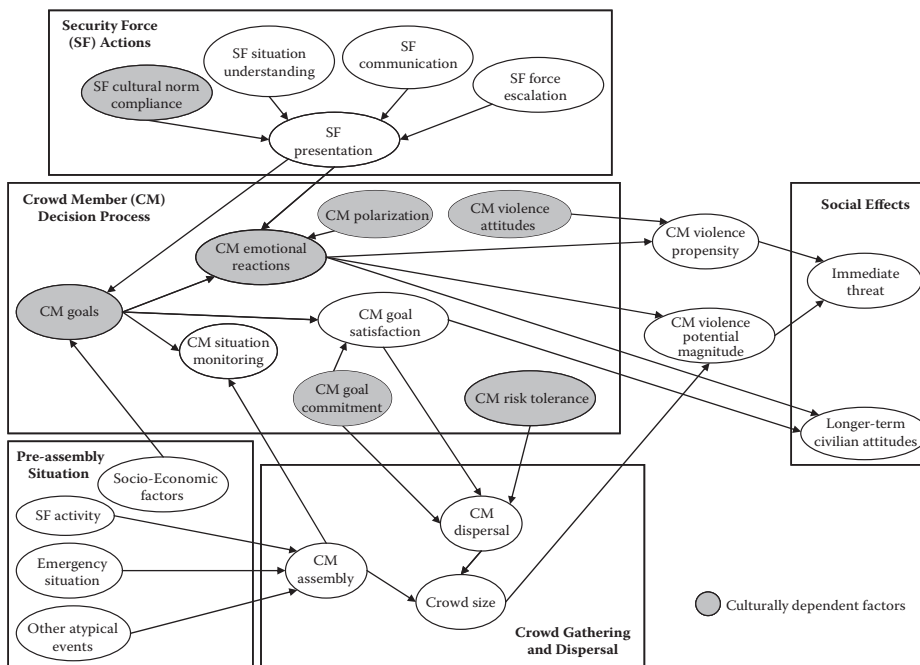 Security Force
(SF) Actions
SF situation
understanding
SF
communication
SF cultural norm
compliance
SF force
escalation
SF
presentation
Crowd Member (CM)
Decision Process
CM polarization
CM violence
attitudes
Social Effects
CM emotional
reactions
CM violence
propensity
Immediate
threat
CM goals
CM goal
satisfaction
CM situation
monitoring
CM violence
potential
magnitude
CM goal
commitment
CM risk tolerance
Longer-term
civilian attitudes
Pre-assembly
Situation
Socio-Economic
factors
SF activity
CM
dispersal
Emergency
situation
CM
assembly
Crowd size
Other atypical
events
Crowd Gathering
and Dispersal
Culturally dependent factors